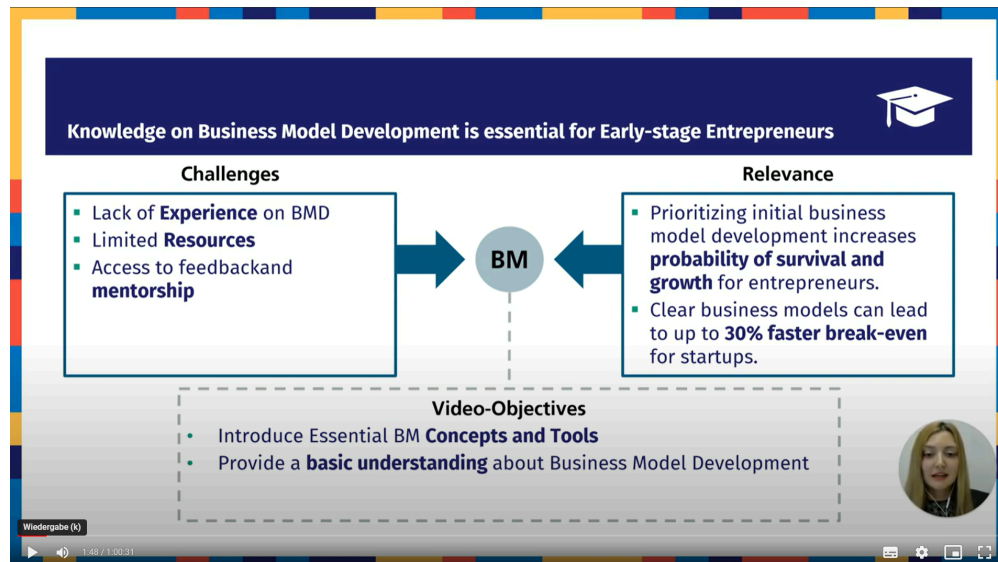 Knowledge on Business Model Development is essential for Early-stage Entrepreneurs
Challenges
Lack of Experience on BMD
Limited Resources
Access to feedbackand
mentorship
BM
Relevance
Prioritizing initial business
model development increases
probability of survival and
growth for entrepreneurs.
Clear business models can lead
to up to 30% faster break-even
for startups.
Video-Objectives
Introduce Essential BM Concepts and Tools
Provide a basic understanding about Business Model Development
Wiedergabe (k)
1:48 / 1:00:31